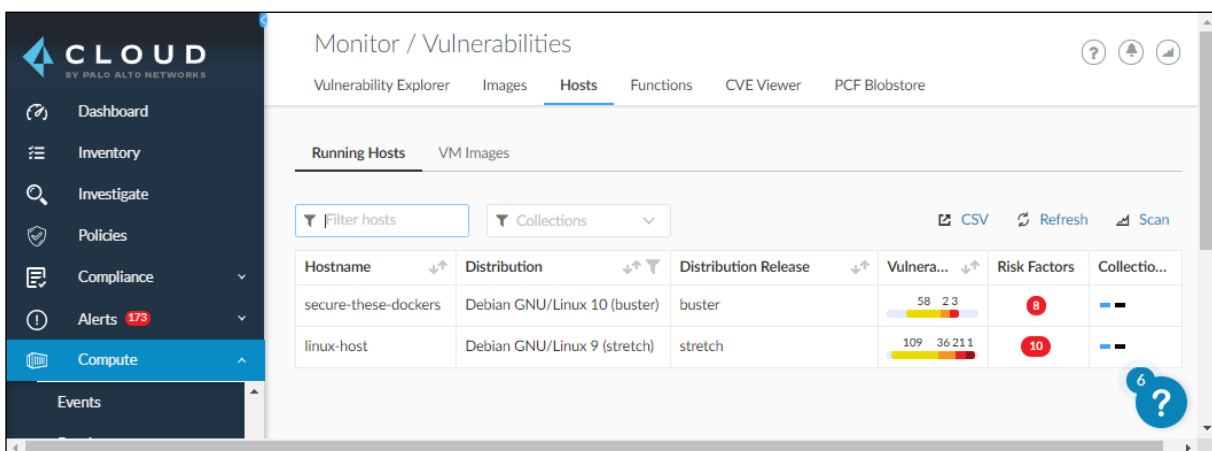 CLOUD
BY PALO ALTO NETWORKS
Dashboard
Inventory
Investigate
Policies
Compliance
Alerts 173
Compute
Events
Monitor / Vulnerabilities
Vulnerability Explorer Images Hosts Functions CVE Viewer PCF Blobstore
Running Hosts VM Images
Filter hosts Collections CSV Refresh Scan
Hostname Distribution Distribution Release Vulnera... Risk Factors Collectio...
secure-these-dockers Debian GNU/Linux 10 (buster) buster 58 2 3 8
linux-host Debian GNU/Linux 9 (stretch) stretch 109 36 21 1 10
6
?